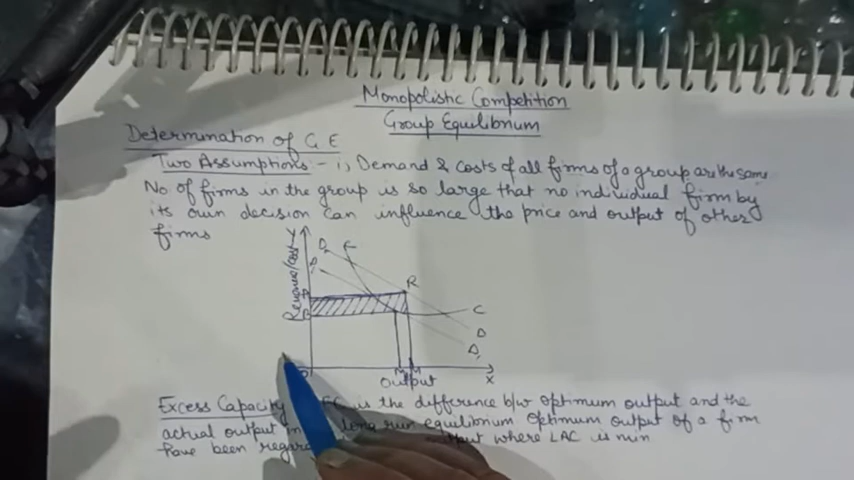 Monopolistic Competition
Group Equilibrium
Determination of G E
Two Assumptions :- i, Demand & costs of all firms of a group are the same
No of firms in the group is so large that no individual firm by
its own decision can influence the price and output of other
firms
Y
Revenue/Cost
D
D,
R
C
D
D,
M
Output
X
Excess Capacity is the difference b/w optimum output and the
actual output in long run equilibrium Optimum output of a firm
have been where LAC is min